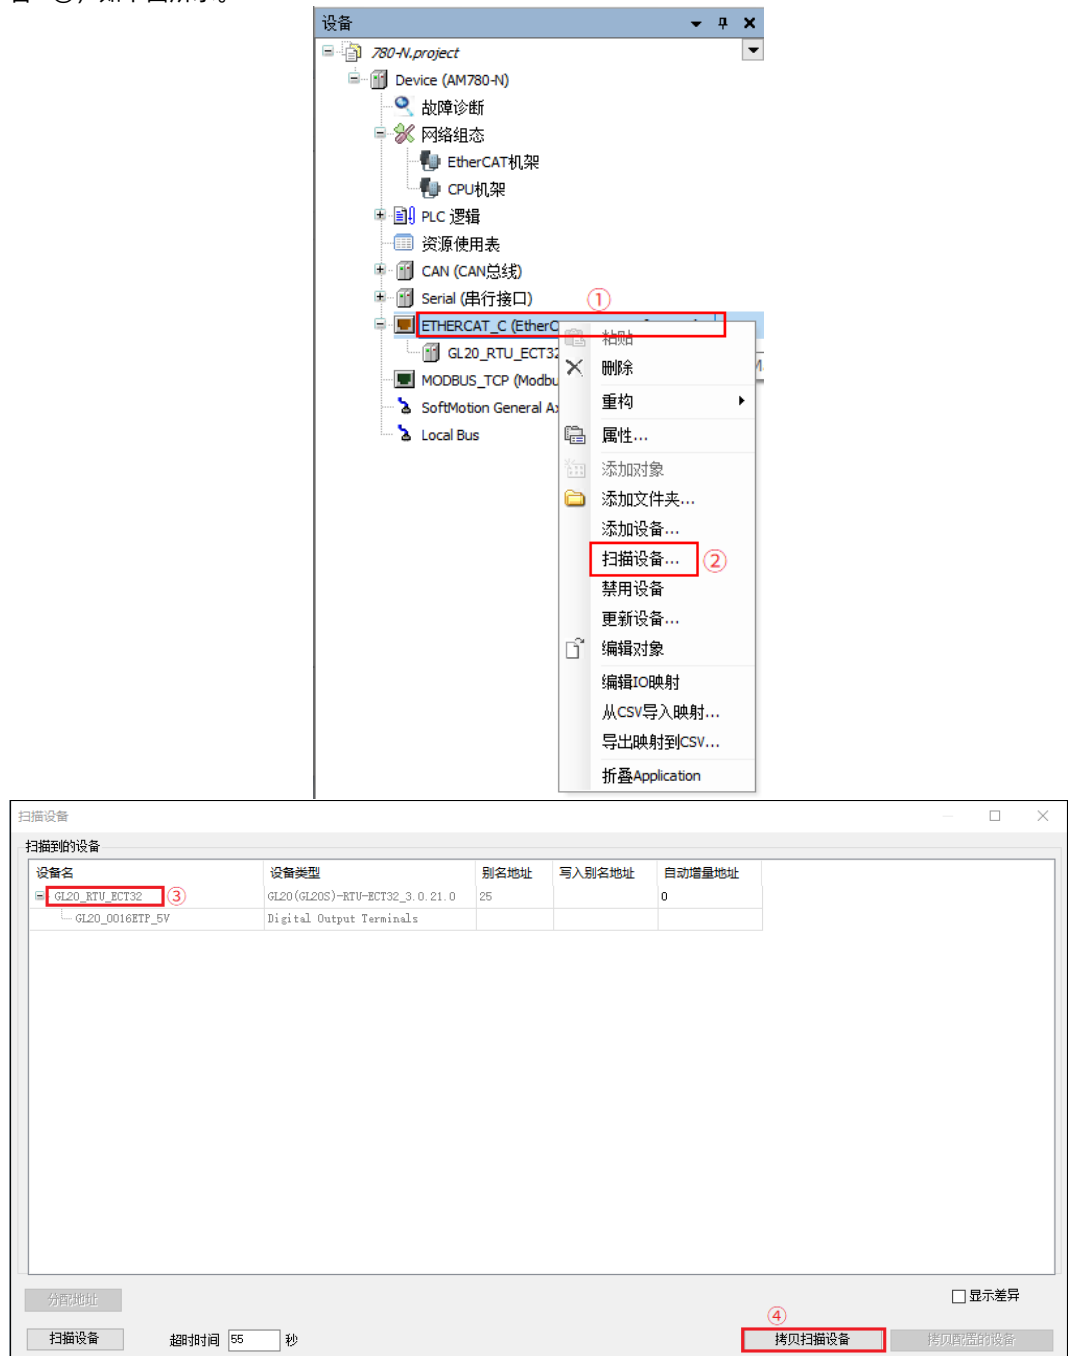 设备
780-N.project
Device (AM780-N)
故障诊断
网络组态
EtherCAT机架
CPU机架
PLC 逻辑
资源使用表
CAN (CAN总线)
Serial (串行接口)
①
ETHERCAT_C (EtherC
粘贴
GL20_RTU_ECT32
删除
MODBUS_TCP (Modbu
重构
SoftMotion General Ax
Local Bus
属性...
添加对象
添加文件夹...
添加设备...
扫描设备... ②
禁用设备
更新设备...
编辑对象
编辑IO映射
从CSV导入映射...
导出映射到CSV...
折叠Application
扫描设备
扫描到的设备
设备名 设备类型 别名地址 写入别名地址 自动增量地址
GL20_RTU_ECT32 ③ GL20(GL20S)-RTU-ECT32_3.0.21.0 25 0
GL20_0016ETP_5V Digital Output Terminals
分配地址 显示差异
④
扫描设备 超时时间 55 秒 拷贝扫描设备 拷贝配置的设备